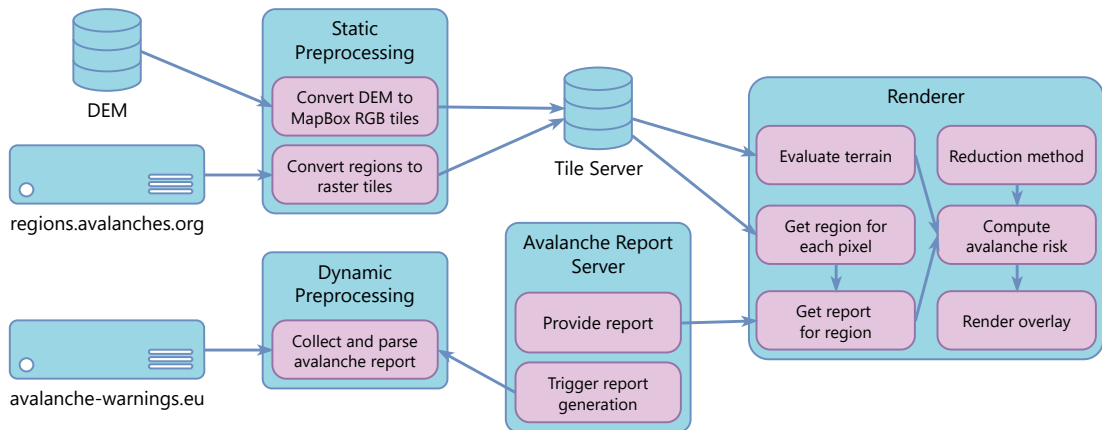 DEM
regions.avalanches.org
avalanche-warnings.eu
Static
Preprocessing
Convert DEM to
MapBox RGB tiles
Convert regions to
raster tiles
Dynamic
Preprocessing
Collect and parse
avalanche report
Tile Server
Avalanche Report
Server
Provide report
Trigger report
generation
Renderer
Evaluate terrain
Reduction method
Get region for
each pixel
Compute
avalanche risk
Get report
for region
Render overlay